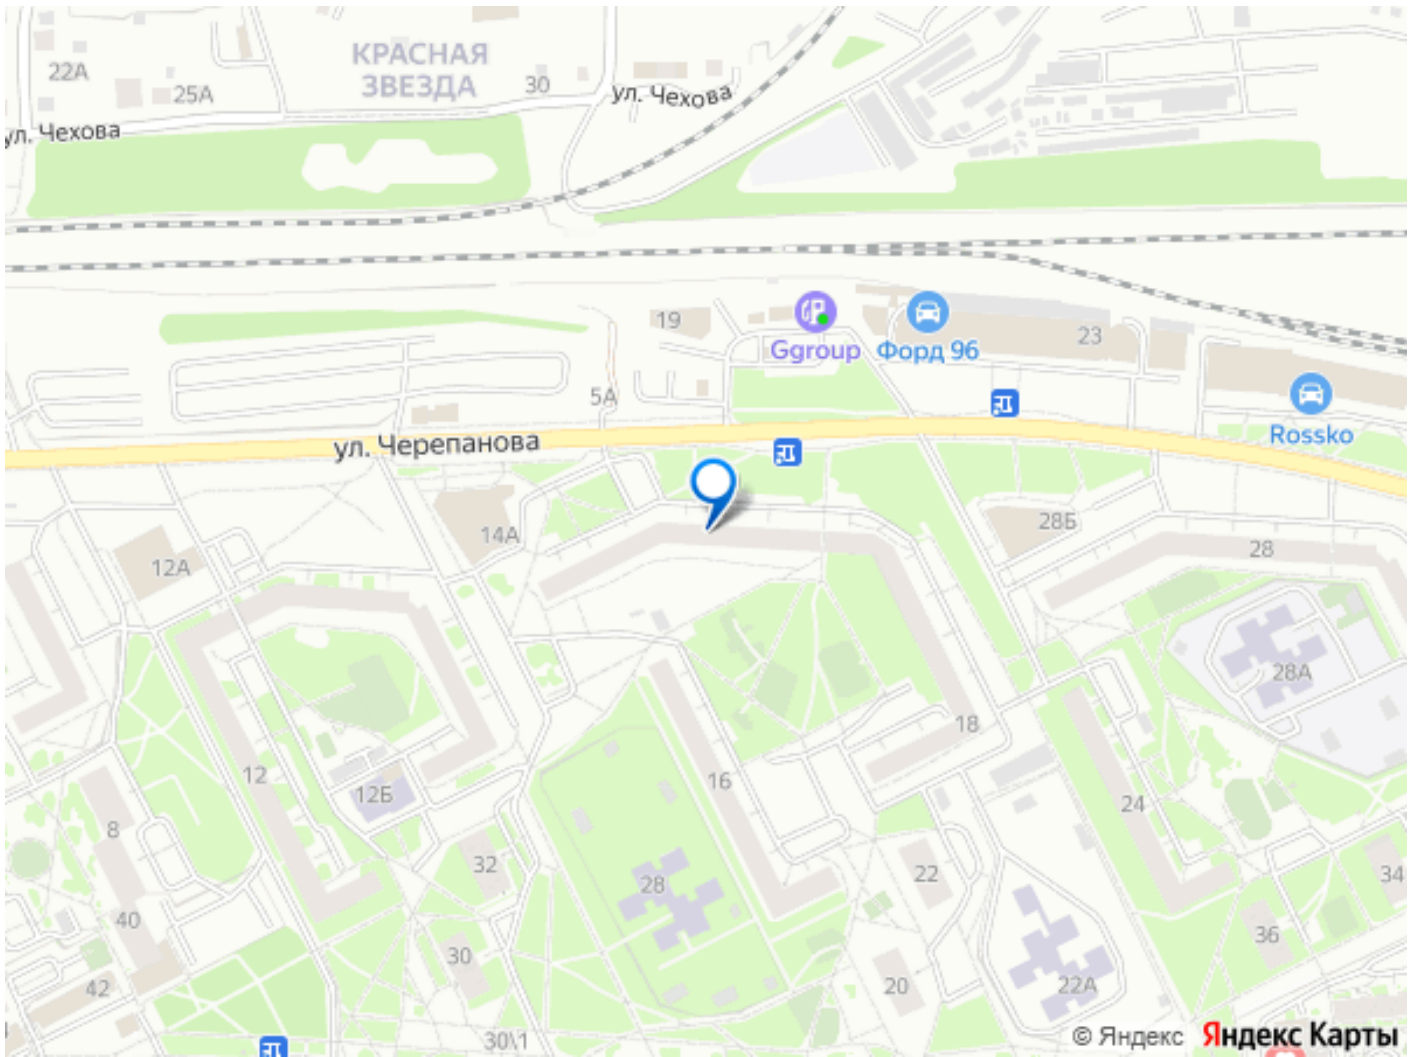 КРАСНАЯ
ЗВЕЗДА
22А
25А
30
ул. Чехова
ул. Чехова
19
Ggroup
Форд 96
23
5А
Rossko
ул. Черепанова
14А
28Б
28
12А
28А
18
16
12
12Б
24
8
32
28
22
34
40
36
30
42
20
22А
30\1
© Яндекс
Яндекс Карты